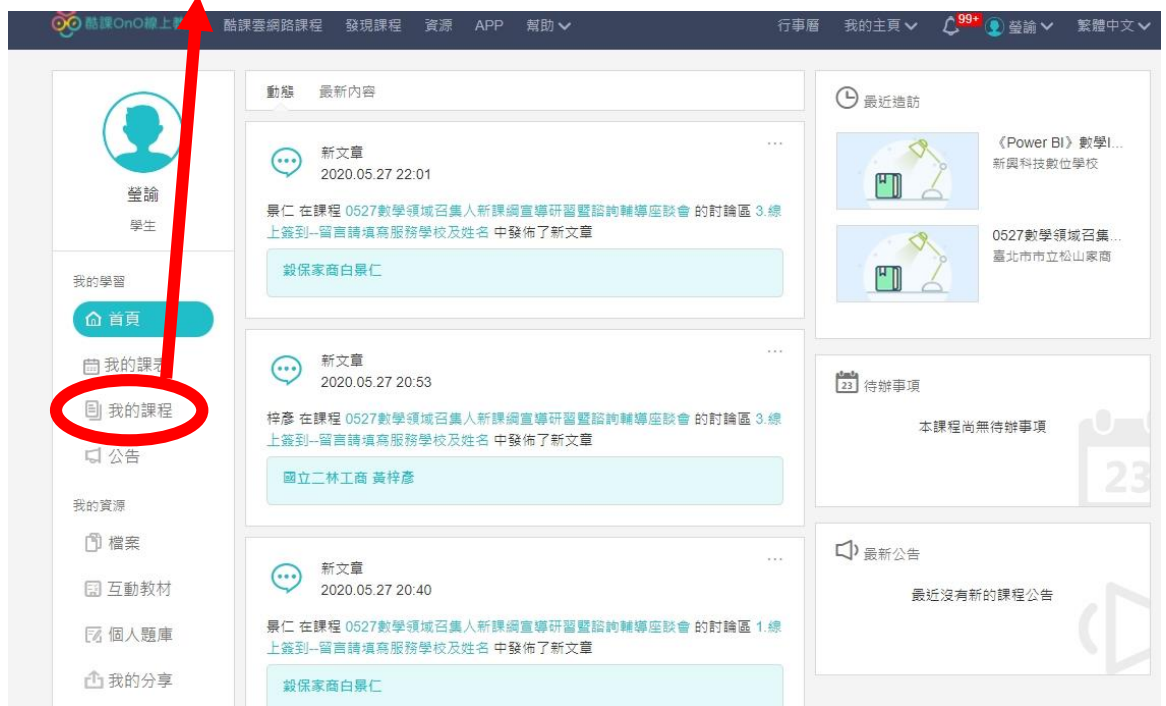 酷課OnO線上教
酷課雲網路課程 發現課程 資源 APP 幫助
行事曆 我的主頁 99+ 瑩諭 繁體中文
瑩諭
學生
我的學習
首頁
我的課表
我的課程
公告
我的資源
檔案
互動教材
個人題庫
我的分享
動態 最新內容
新文章
2020.05.27 22:01
景仁 在課程 0527數學領域召集人新課綱宣導研習暨諮詢輔導座談會 的討論區 3.線
上簽到--留言請填寫服務學校及姓名 中發佈了新文章
穀保家商白景仁
新文章
2020.05.27 20:53
梓彥 在課程 0527數學領域召集人新課綱宣導研習暨諮詢輔導座談會 的討論區 3.線
上簽到--留言請填寫服務學校及姓名 中發佈了新文章
國立二林工商 黃梓彥
新文章
2020.05.27 20:40
景仁 在課程 0527數學領域召集人新課綱宣導研習暨諮詢輔導座談會 的討論區 1.線
上簽到--留言請填寫服務學校及姓名 中發佈了新文章
穀保家商白景仁
最近造訪
《Power BI》數學I...
新興科技數位學校
0527數學領域召集...
臺北市市立松山家商
23 待辦事項
本課程尚無待辦事項
23
最新公告
最近沒有新的課程公告